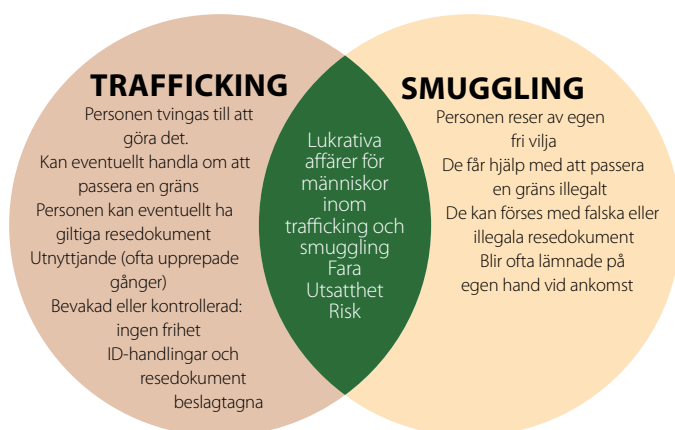 TRAFFICKING
Personen tvingas till att
göra det.
Kan eventuellt handla om att
passera en gräns
Personen kan eventuellt ha
giltiga resedokument
Utnyttjande (ofta upprepade
gånger)
Bevakad eller kontrollerad:
ingen frihet
ID-handlingar och
resedokument
beslagtagna
Lukrativa
affärer för
människor
inom
trafficking och
smuggling
Fara
Utsatthet
Risk
SMUGGLING
Personen reser av egen
fri vilja
De får hjälp med att passera
en gräns illegalt
De kan förses med falska eller
illegala resedokument
Blir ofta lämnade på
egen hand vid ankomst